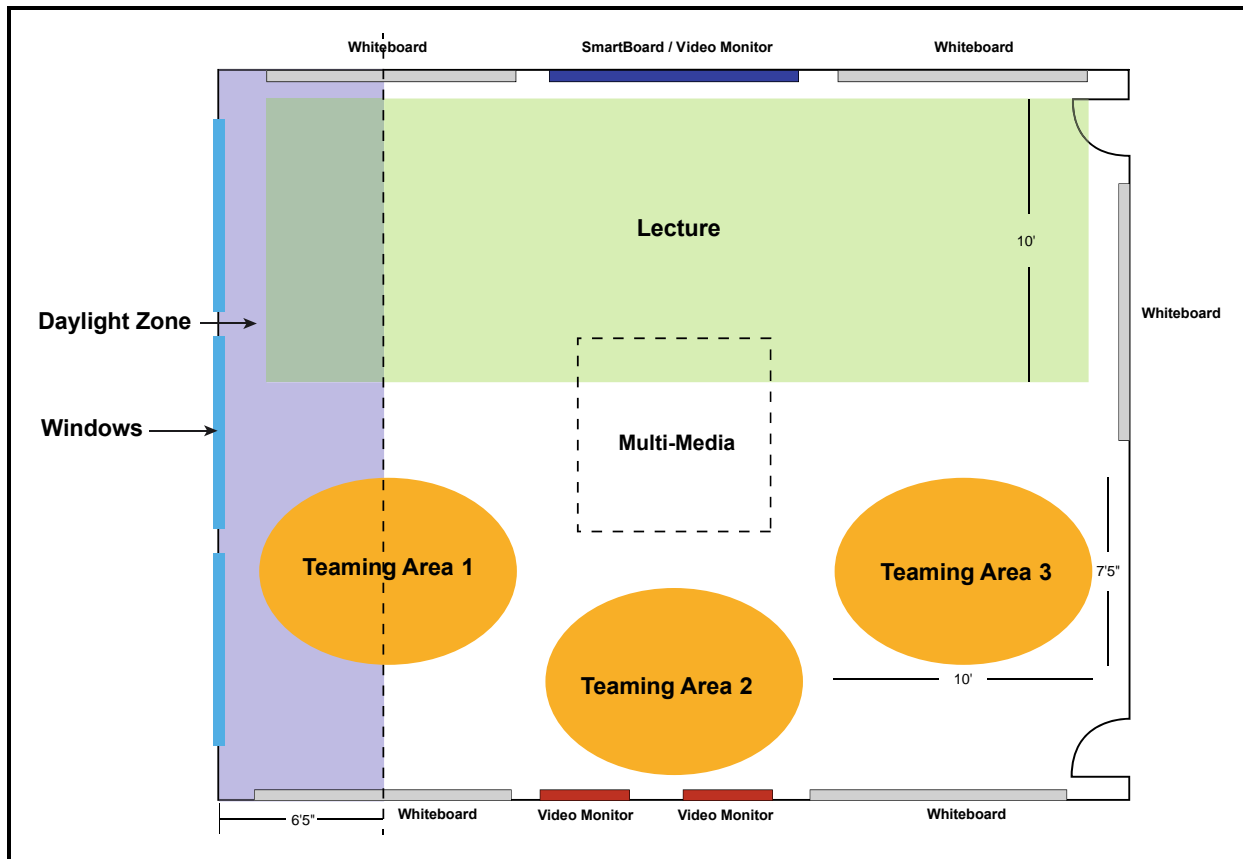 Whiteboard
SmartBoard / Video Monitor
Whiteboard
Lecture
10'
Daylight Zone
Whiteboard
Windows
Multi-Media
Teaming Area 1
Teaming Area 3
7'5"
Teaming Area 2
10'
6'5"
Whiteboard
Video Monitor
Video Monitor
Whiteboard